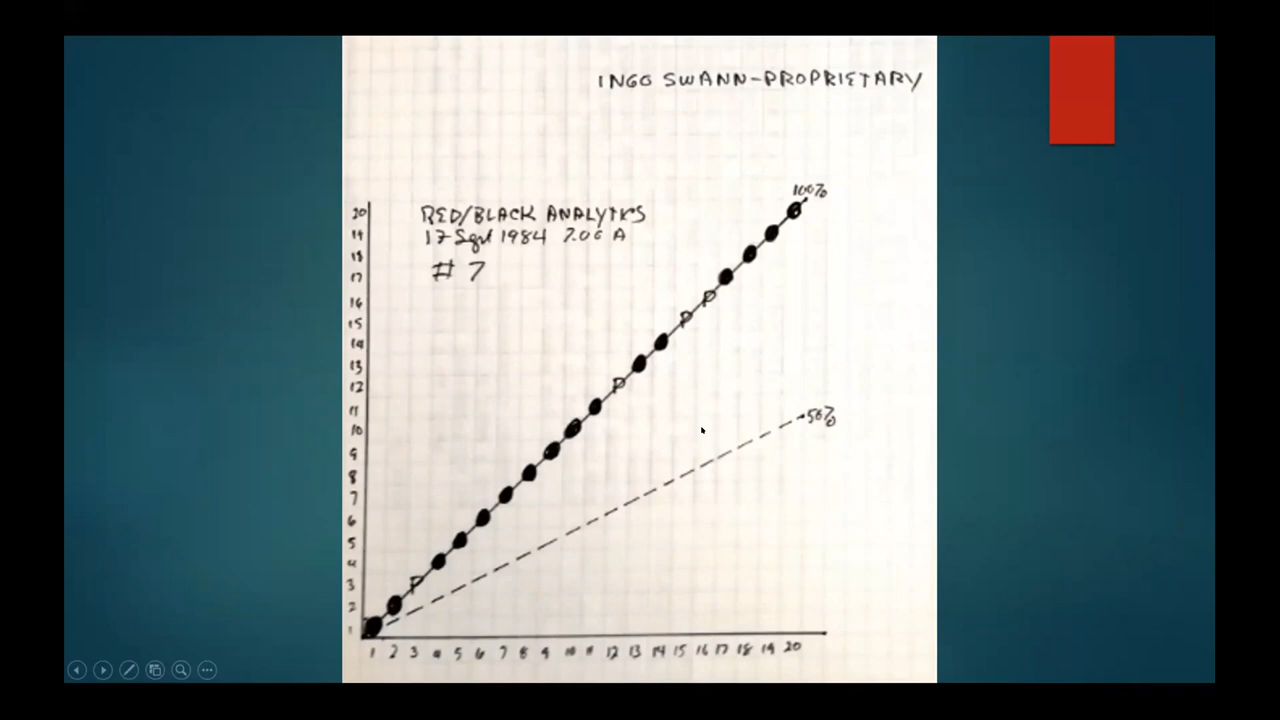 INGO SWANN-PROPRIETARY
RED/BLACK ANALYTICS
17 Sept 1984 7.06 A
# 7
100%
50%
20
19
18
17
16
15
14
13
12
11
10
9
8
7
6
5
4
3
2
1
P
P
P
P
1 2 3 4 5 6 7 8 9 10 11 12 13 14 15 16 17 18 19 20